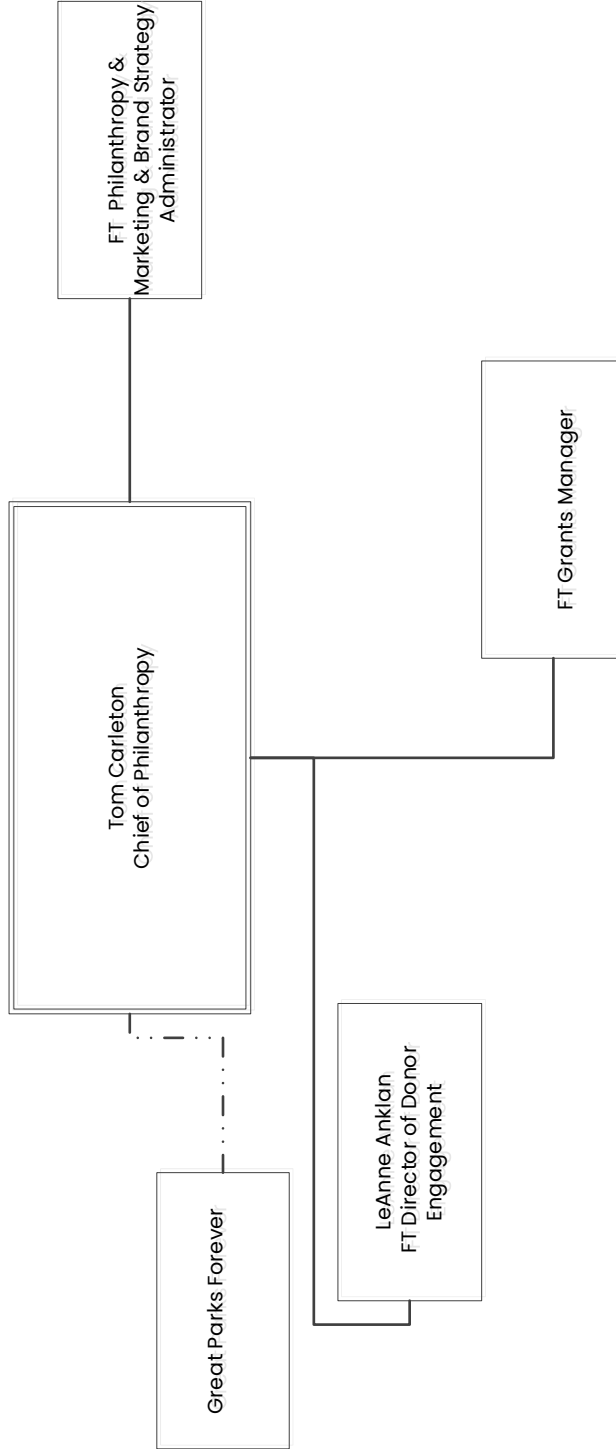 Tom Carleton
Chief of Philanthropy
FT Philanthropy &
Marketing & Brand Strategy
Administrator
Great Parks Forever
LeAnne Anklan
FT Director of Donor
Engagement
FT Grants Manager